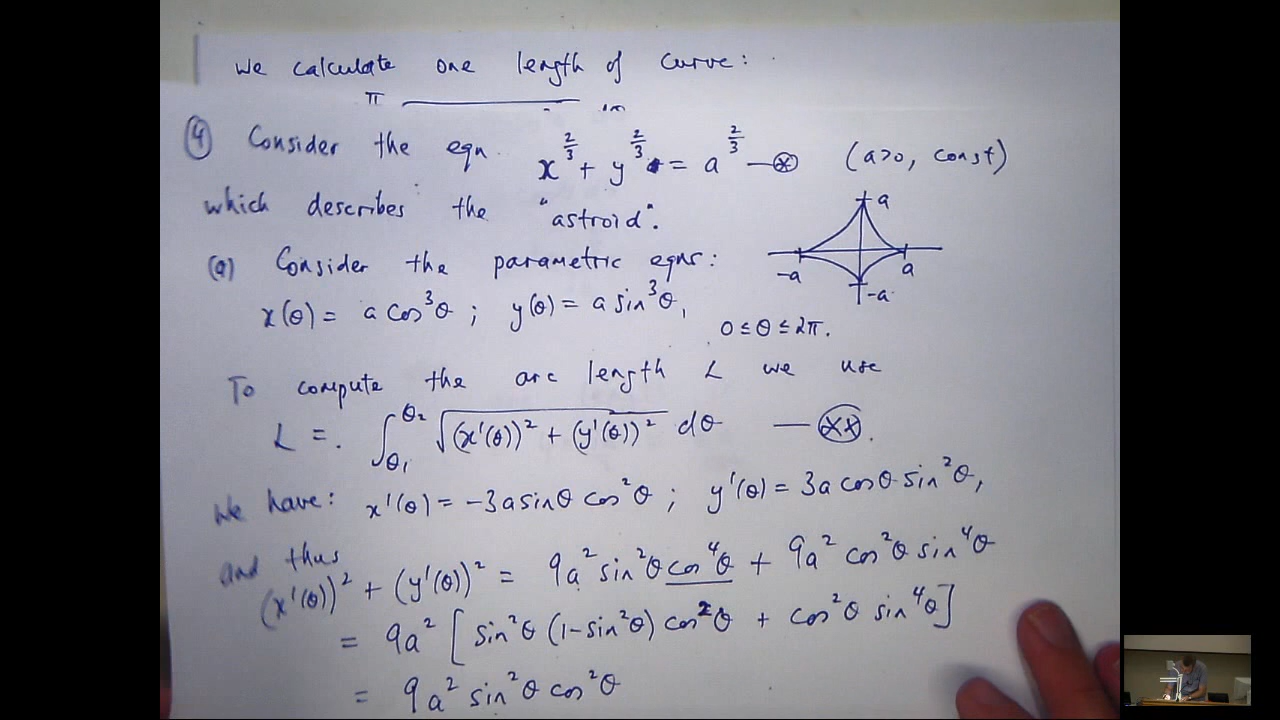 We calculate one length of curve:
π
④ Consider the eqn x^{2/3} + y^{2/3} = a^{2/3} —⊛ (a>0, const)
which describes the "astroid".
a
-a
a
-a
(a) Consider the parametric eqns:
x(θ) = a cos³θ ; y(θ) = a sin³θ,
0 ≤ θ ≤ 2π.
To compute the arc length L we use
L =. ∫_{θ₁}^{θ₂} √((x'(θ))² + (y'(θ))²) dθ — (**).
We have: x'(θ) = -3a sinθ cos²θ ; y'(θ) = 3a cosθ sin²θ,
and thus
(x'(θ))² + (y'(θ))² = 9a² sin²θ cos⁴θ + 9a² cos²θ sin⁴θ
= 9a² [sin²θ (1-sin²θ) cos²θ + cos²θ sin⁴θ]
= 9a² sin²θ cos²θ